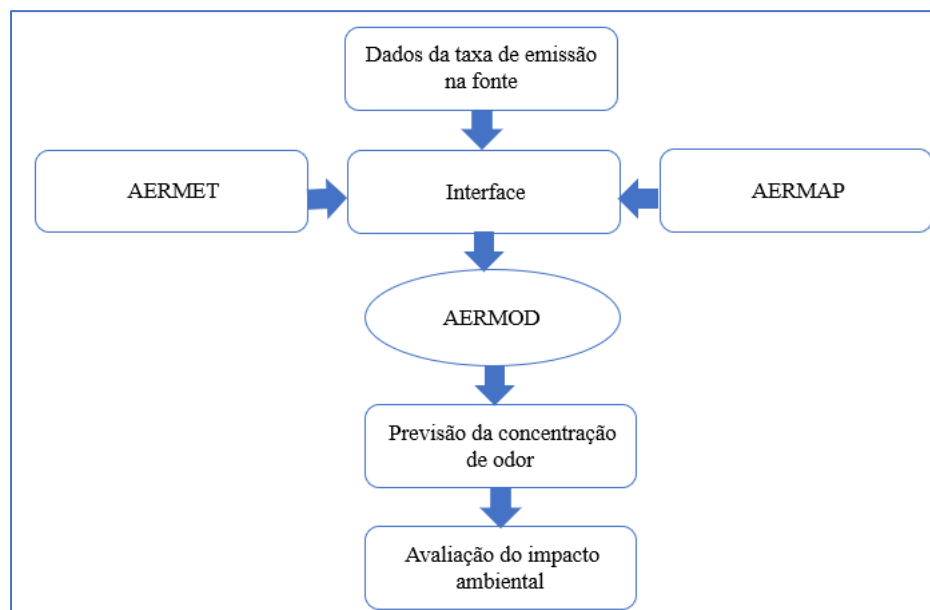 Dados da taxa de emissão
na fonte
AERMET
Interface
AERMAP
AERMOD
Previsão da concentração
de odor
Avaliação do impacto
ambiental